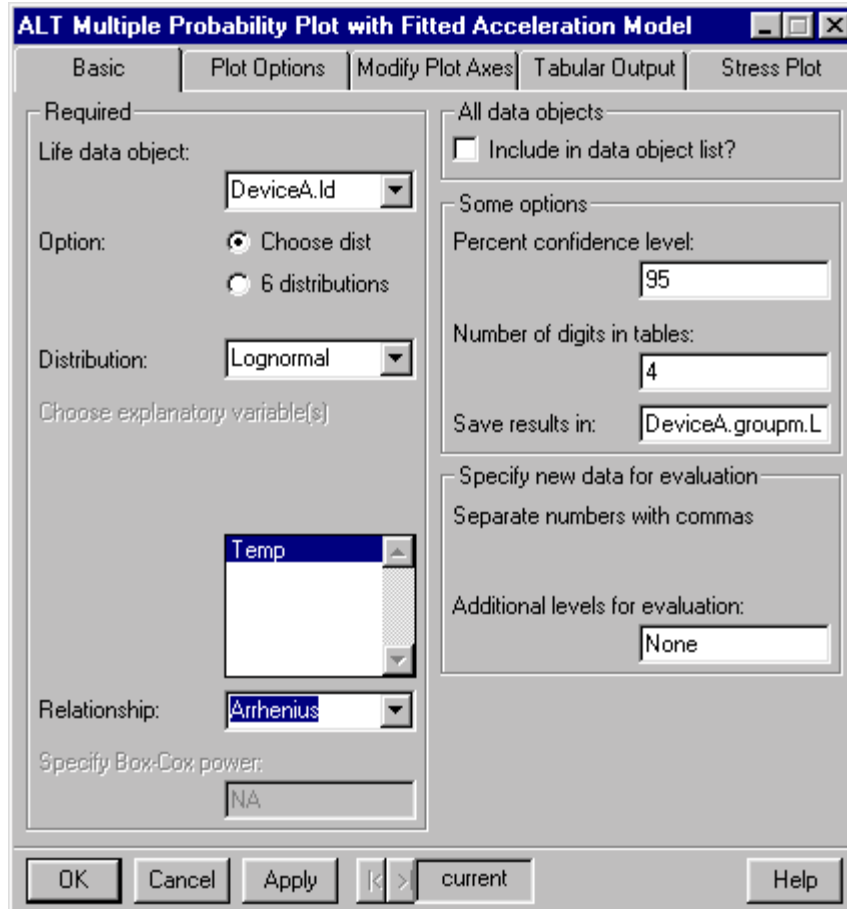 ALT Multiple Probability Plot with Fitted Acceleration Model
Basic
Plot Options
Modify Plot Axes
Tabular Output
Stress Plot
Required
Life data object:
DeviceA.ld
Option:
Choose dist
6 distributions
Distribution:
Lognormal
Choose explanatory variable(s)
Temp
Relationship:
Arrhenius
Specify Box-Cox power:
NA
All data objects
Include in data object list?
Some options
Percent confidence level:
95
Number of digits in tables:
4
Save results in:
DeviceA.groupm.L
Specify new data for evaluation
Separate numbers with commas
Additional levels for evaluation:
None
OK
Cancel
Apply
current
Help